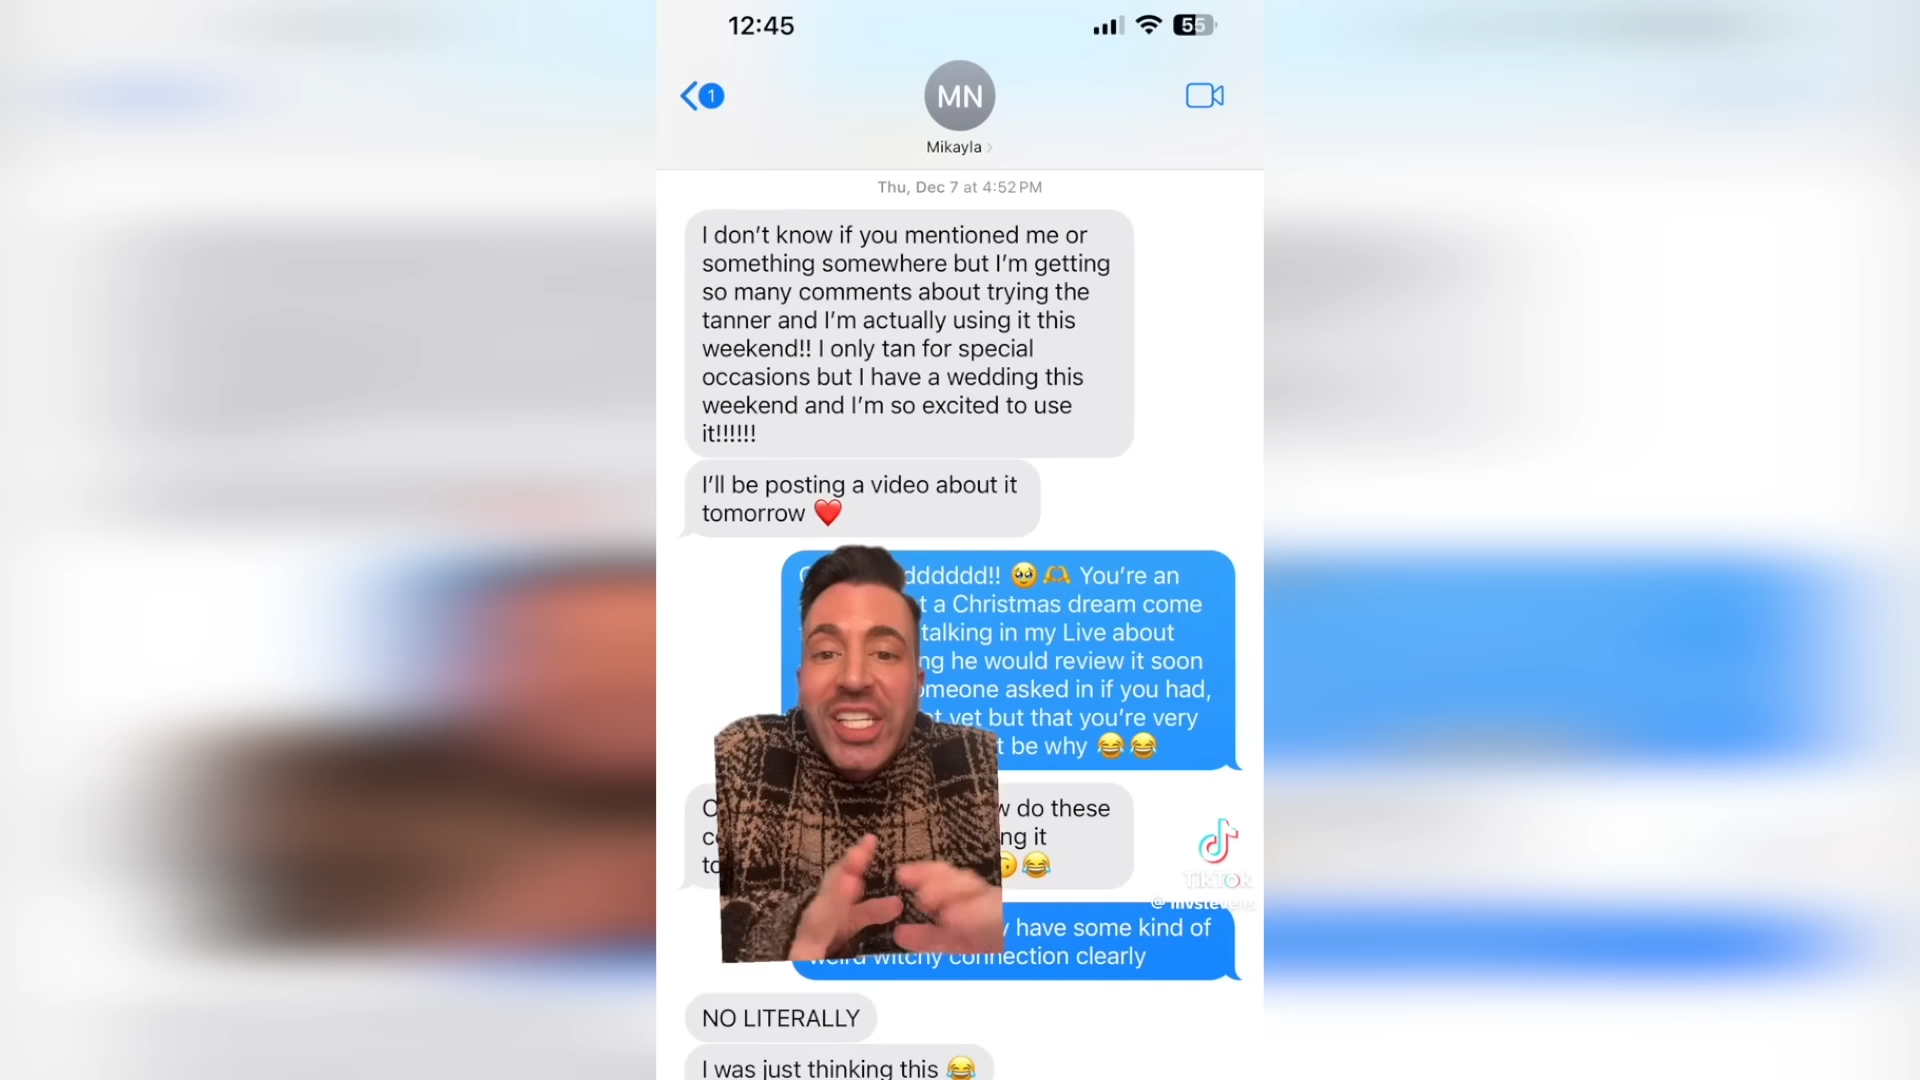 12:45
55
1
MN
Mikayla
Thu, Dec 7 at 4:52 PM
I don't know if you mentioned me or
something somewhere but I'm getting
so many comments about trying the
tanner and I'm actually using it this
weekend!! I only tan for special
occasions but I have a wedding this
weekend and I'm so excited to use
it!!!!!!
I'll be posting a video about it
tomorrow ❤️
dddddd!! 🥹🫶 You're an
a Christmas dream come
talking in my Live about
he would review it soon
asked in if you had,
yet but that you're very
be why 😂😂
do these
it
🙃😂
have some kind of
weird witchy connection clearly
NO LITERALLY
I was just thinking this 😂
TikTok
@mvstevens